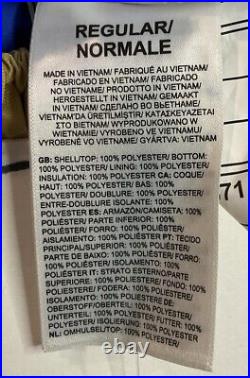 REGULAR/
NORMALE
MADE IN VIETNAM/ FABRIQUÉ AU VIETNAM/
FABRICADO EN VIETNAM/ FABRICADO
NO VIETNAME/ PRODOTTO IN VIETNAM/
HERGESTELLT IN VIETNAM/ GEMAAKT IN
VIETNAM/ СДЕЛАНО ВО ВЬЕТНАМЕ/
VIETNAM'DA ÜRETİLMİŞTİR/ ΚΑΤΑΣΚΕΥΗ
ΣΤΟ ΒΙΕΤΝΑΜ/ WYPRODUKOWANO W
WIETNAMIE/ VYROBENO VE VIETNAMU/
VYROBENÉ VO VIETNAME/ GYÁRTVA: VIETNAM
GB: SHELL/TOP: 100% POLYESTER/ BOTTOM:
100% POLYESTER/ LINING: 100% POLYESTER/
INSULATION: 100% POLYESTER CA: COQUE/
HAUT: 100% POLYESTER/ BAS: 100%
POLYESTER/ DOUBLURE: 100% POLYESTER/
ENTRE-DOUBLURE ISOLANTE: 100%
POLYESTER ES: ARMAZÓN/CAMISETA: 100%
POLIÉSTER/ PARTE INFERIOR: 100%
POLIÉSTER/ FORRO: 100% POLIÉSTER/
AISLAMIENTO: 100% POLIÉSTER PT: TECIDO
PRINCIPAL/SUPERIOR: 100% POLIÉSTER/
INFERIOR: 100% POLIÉSTER/ FORRO: 100%
POLIÉSTER/ ISOLAMENTO: 100%
POLIÉSTER IT: STRATO ESTERNO/PARTE
SUPERIORE: 100% POLIESTERE/ FONDO: 100%
POLIESTERE/ FODERA: 100% POLIESTERE/
ISOLAMENTO: 100% POLIESTERE DE:
OBERSTOFF/OBERTEIL: 100% POLYESTER/
UNTERTEIL: 100% POLYESTER/ FUTTER: 100%
POLYESTER/ ISOLIERUNG: 100% POLYESTER
NL: OMHULSEL/TOP: 100% POLYESTER/
71